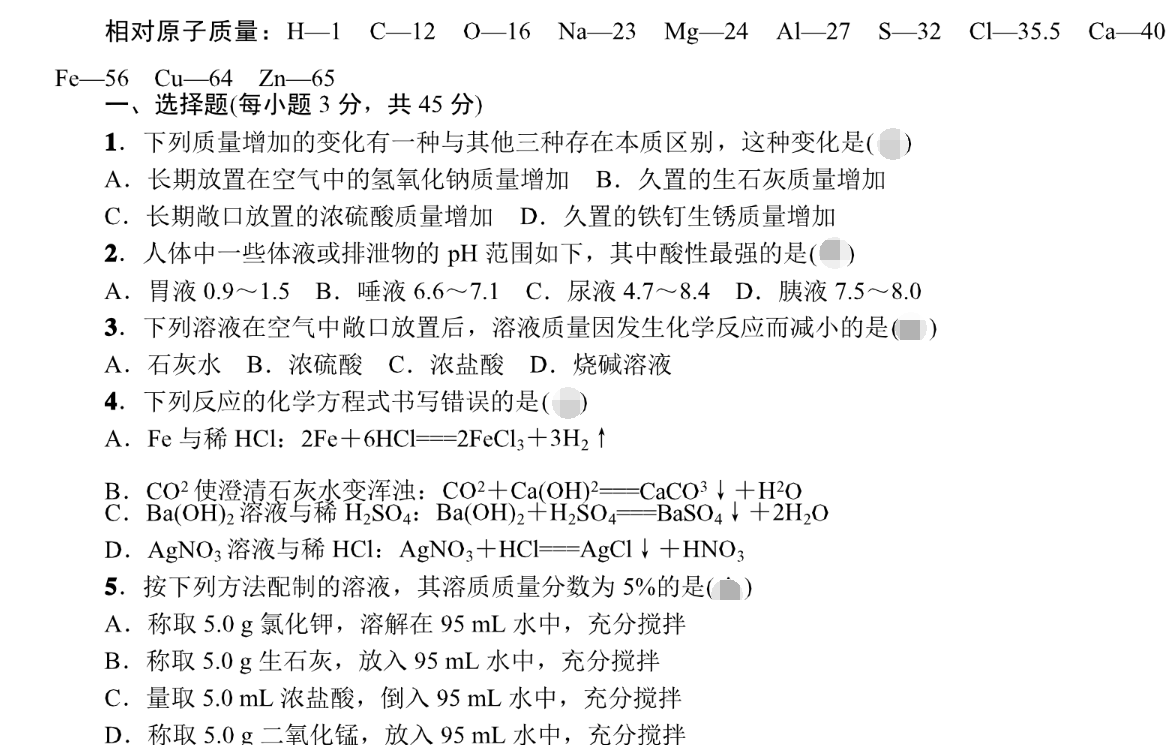 相对原子质量：H—1　C—12　O—16　Na—23　Mg—24　Al—27　S—32　Cl—35.5　Ca—40
Fe—56　Cu—64　Zn—65
一、选择题(每小题 3 分，共 45 分)
1．下列质量增加的变化有一种与其他三种存在本质区别，这种变化是(　)
A．长期放置在空气中的氢氧化钠质量增加　B．久置的生石灰质量增加
C．长期敞口放置的浓硫酸质量增加　D．久置的铁钉生锈质量增加
2．人体中一些体液或排泄物的 pH 范围如下，其中酸性最强的是(　)
A．胃液 0.9～1.5　B．唾液 6.6～7.1　C．尿液 4.7～8.4　D．胰液 7.5～8.0
3．下列溶液在空气中敞口放置后，溶液质量因发生化学反应而减小的是(　)
A．石灰水　B．浓硫酸　C．浓盐酸　D．烧碱溶液
4．下列反应的化学方程式书写错误的是(　)
A．Fe 与稀 HCl：2Fe＋6HCl===2FeCl₃＋3H₂↑
B．CO²使澄清石灰水变浑浊：CO²＋Ca(OH)²===CaCO³↓＋H²O
C．Ba(OH)₂溶液与稀 H₂SO₄：Ba(OH)₂＋H₂SO₄===BaSO₄↓＋2H₂O
D．AgNO₃溶液与稀 HCl：AgNO₃＋HCl===AgCl↓＋HNO₃
5．按下列方法配制的溶液，其溶质质量分数为 5%的是(　)
A．称取 5.0 g 氯化钾，溶解在 95 mL 水中，充分搅拌
B．称取 5.0 g 生石灰，放入 95 mL 水中，充分搅拌
C．量取 5.0 mL 浓盐酸，倒入 95 mL 水中，充分搅拌
D．称取 5.0 g 二氧化锰，放入 95 mL 水中，充分搅拌